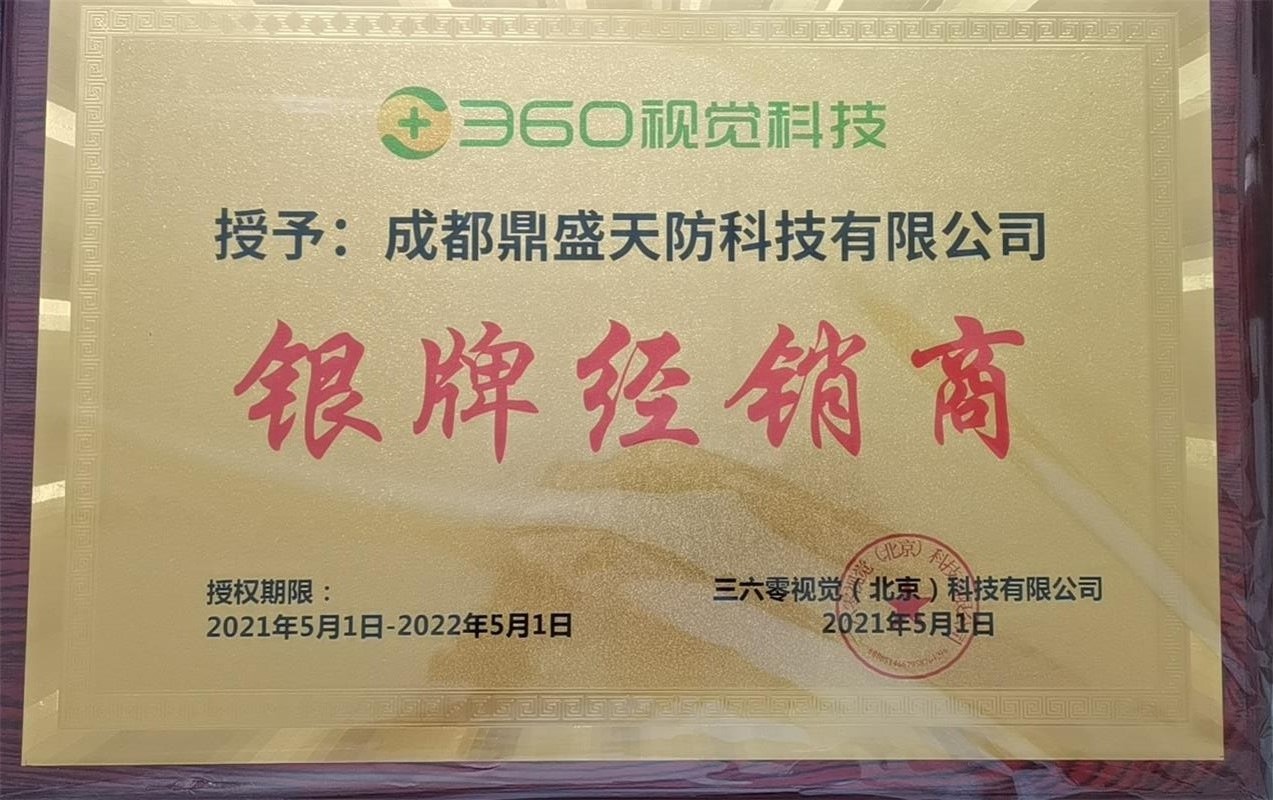 360视觉科技
授予：成都鼎盛天防科技有限公司
银牌经销商
授权期限：
2021年5月1日-2022年5月1日
三六零视觉（北京）科技有限公司
2021年5月1日